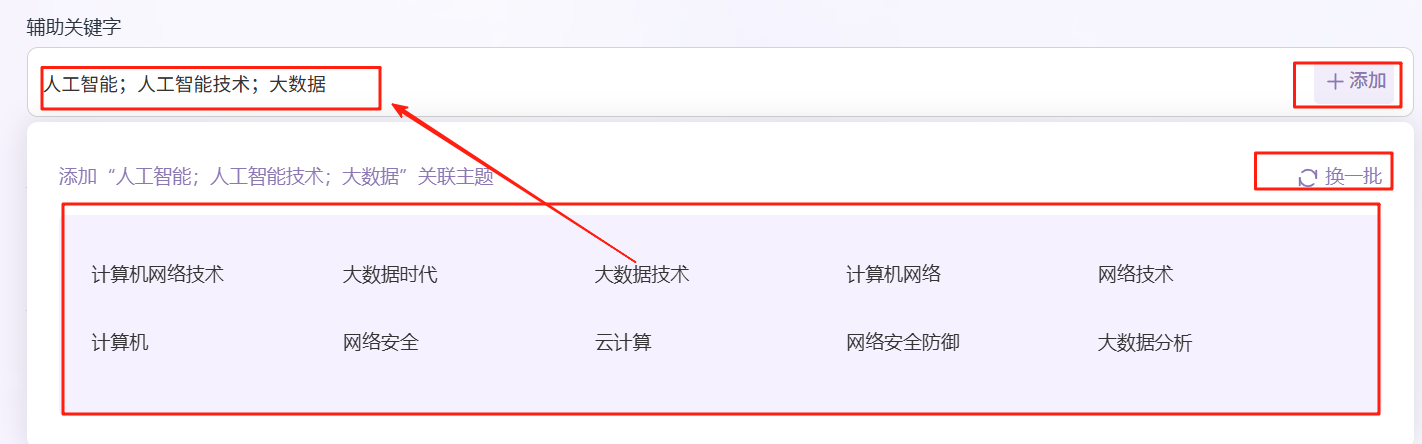 辅助关键字
人工智能；人工智能技术；大数据 添加
添加“人工智能；人工智能技术；大数据”关联主题 换一批
计算机网络技术 大数据时代 大数据技术 计算机网络 网络技术
计算机 网络安全 云计算 网络安全防御 大数据分析